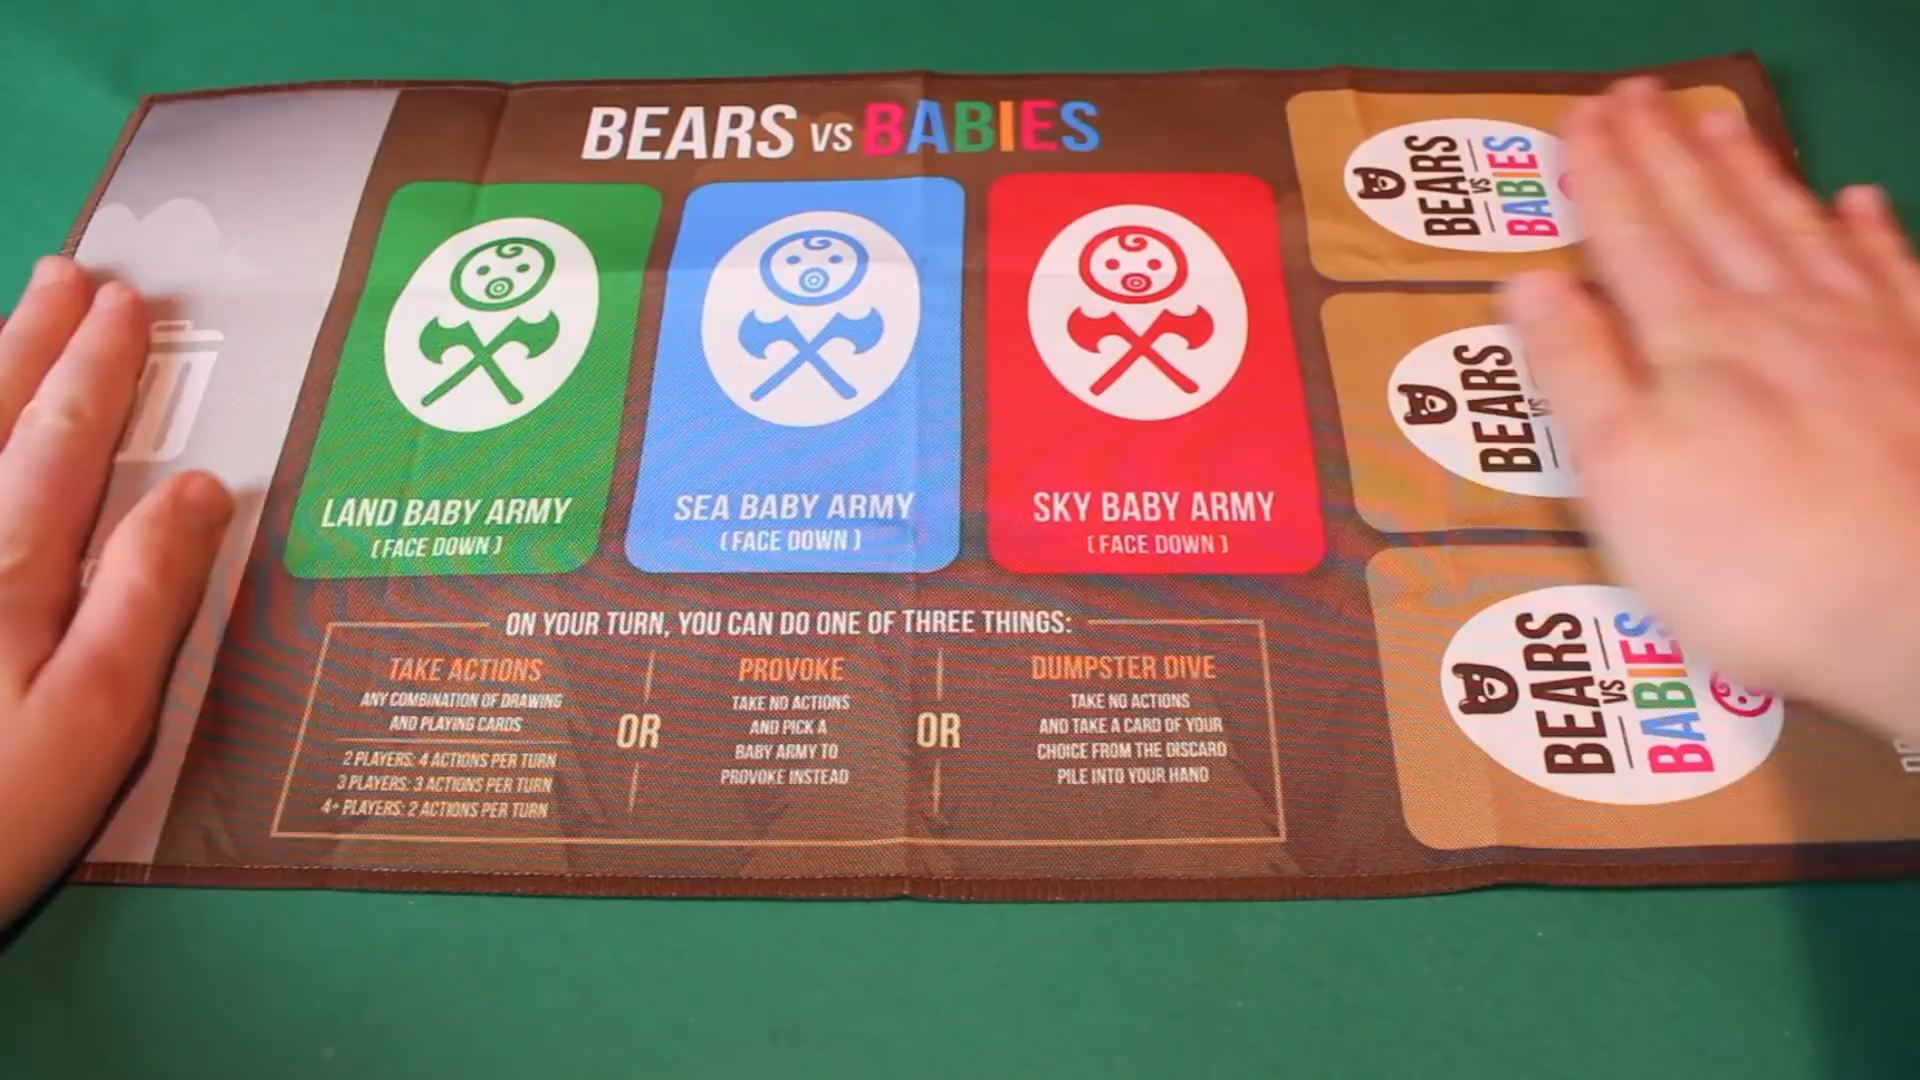 BEARS VS BABIES
LAND BABY ARMY
(FACE DOWN)
SEA BABY ARMY
(FACE DOWN)
SKY BABY ARMY
(FACE DOWN)
ON YOUR TURN, YOU CAN DO ONE OF THREE THINGS:
TAKE ACTIONS
ANY COMBINATION OF DRAWING
AND PLAYING CARDS
2 PLAYERS: 4 ACTIONS PER TURN
3 PLAYERS: 3 ACTIONS PER TURN
4+ PLAYERS: 2 ACTIONS PER TURN
OR
PROVOKE
TAKE NO ACTIONS
AND PICK A
BABY ARMY TO
PROVOKE INSTEAD
OR
DUMPSTER DIVE
TAKE NO ACTIONS
AND TAKE A CARD OF YOUR
CHOICE FROM THE DISCARD
PILE INTO YOUR HAND
BEARS
VS
BABIES
BEARS
VS
BEARS
VS
BABIES